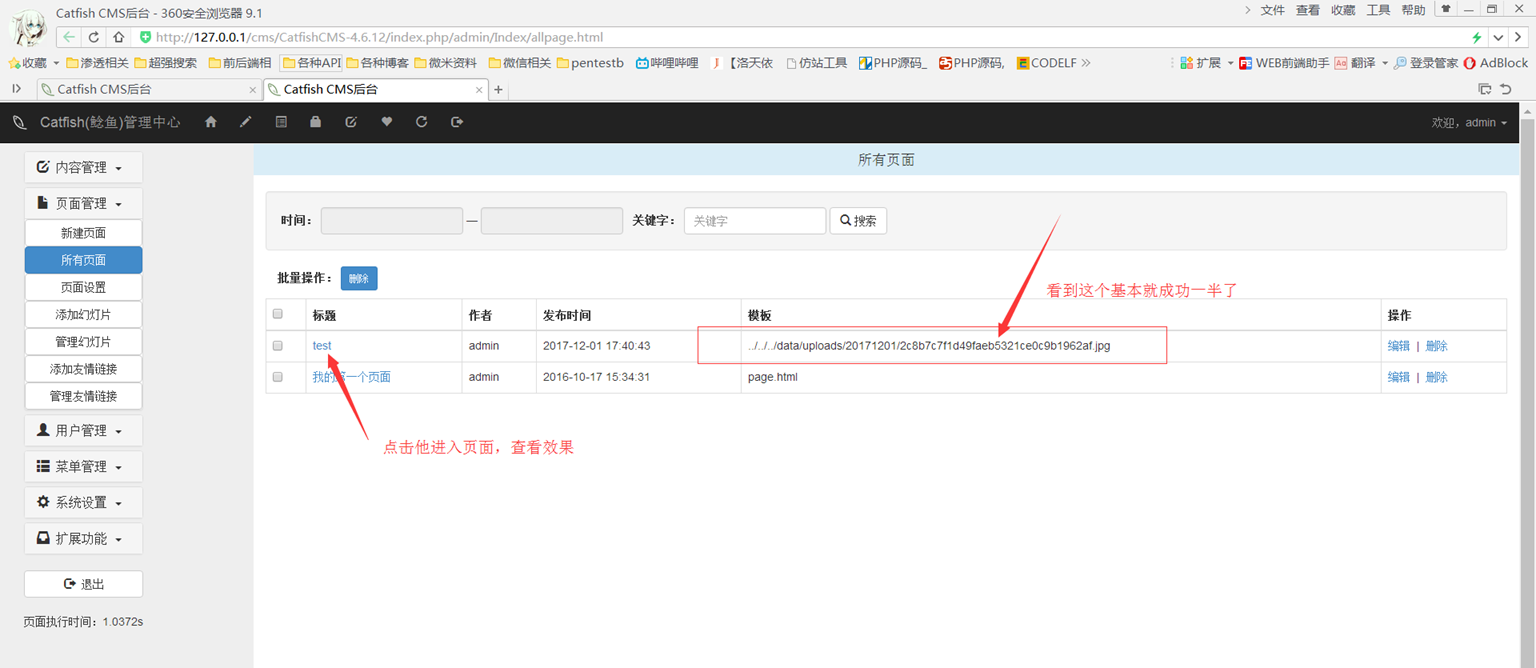 Catfish CMS后台 - 360安全浏览器 9.1
文件 查看 收藏 工具 帮助
http://127.0.0.1/cms/CatfishCMS-4.6.12/index.php/admin/Index/allpage.html
收藏 渗透相关 超强搜索 前后端相 各种API 各种博客 微米资料 微信相关 pentestb 哔哩哔哩 【洛天依 仿站工具 PHP源码_ PHP源码, CODELF » 扩展 WEB前端助手 翻译 登录管家 AdBlock
Catfish CMS后台 Catfish CMS后台
Catfish(鲶鱼)管理中心 欢迎，admin
内容管理
页面管理
新建页面
所有页面
页面设置
添加幻灯片
管理幻灯片
添加友情链接
管理友情链接
用户管理
菜单管理
系统设置
扩展功能
退出
页面执行时间：1.0372s
所有页面
时间： — 关键字： 关键字 搜索
批量操作： 删除
看到这个基本就成功一半了
标题 作者 发布时间 模板 操作
test admin 2017-12-01 17:40:43 ../../../data/uploads/20171201/2c8b7c7f1d49faeb5321ce0c9b1962af.jpg 编辑 | 删除
我的第一个页面 admin 2016-10-17 15:34:31 page.html 编辑 | 删除
点击他进入页面，查看效果